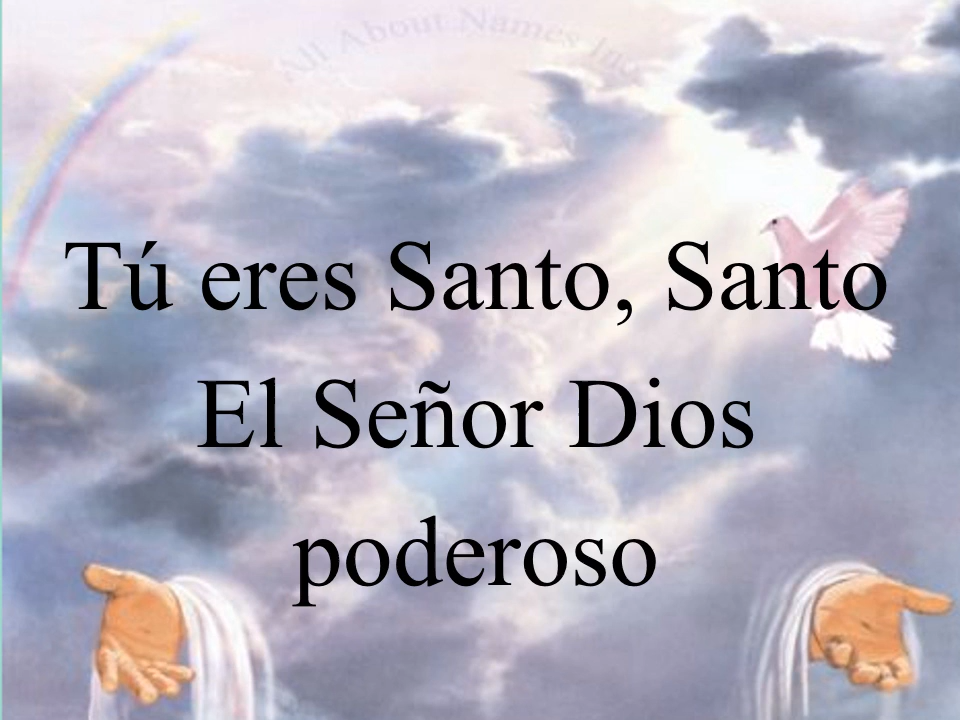 All About Names Inc
Tú eres Santo, Santo
El Señor Dios
poderoso